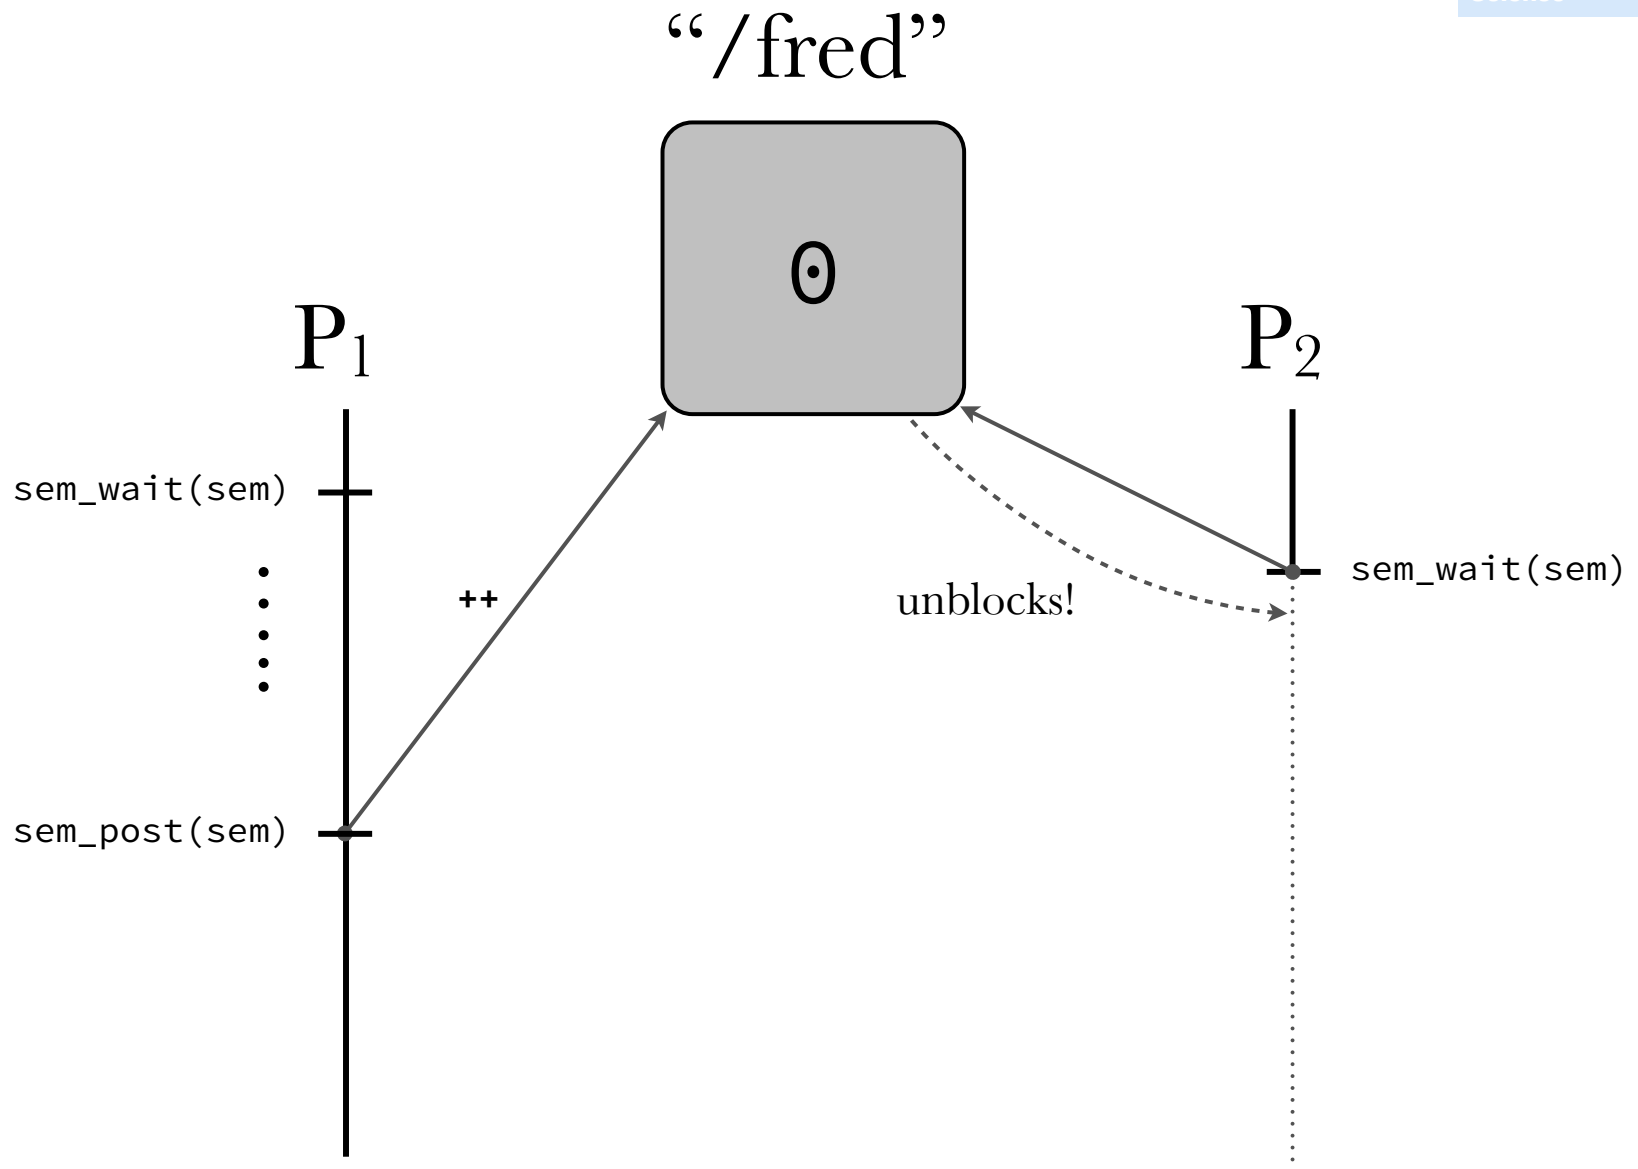 “/fred”
0
P1
P2
sem_wait(sem)
sem_wait(sem)
++
unblocks!
sem_post(sem)